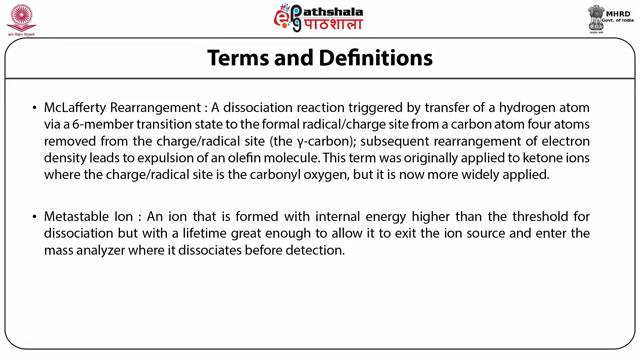 ePathshala
पाठशाला
MHRD
Govt. of India
Terms and Definitions
• McLafferty Rearrangement : A dissociation reaction triggered by transfer of a hydrogen atom
via a 6-member transition state to the formal radical/charge site from a carbon atom four atoms
removed from the charge/radical site (the γ-carbon); subsequent rearrangement of electron
density leads to expulsion of an olefin molecule. This term was originally applied to ketone ions
where the charge/radical site is the carbonyl oxygen, but it is now more widely applied.
• Metastable Ion : An ion that is formed with internal energy higher than the threshold for
dissociation but with a lifetime great enough to allow it to exit the ion source and enter the
mass analyzer where it dissociates before detection.